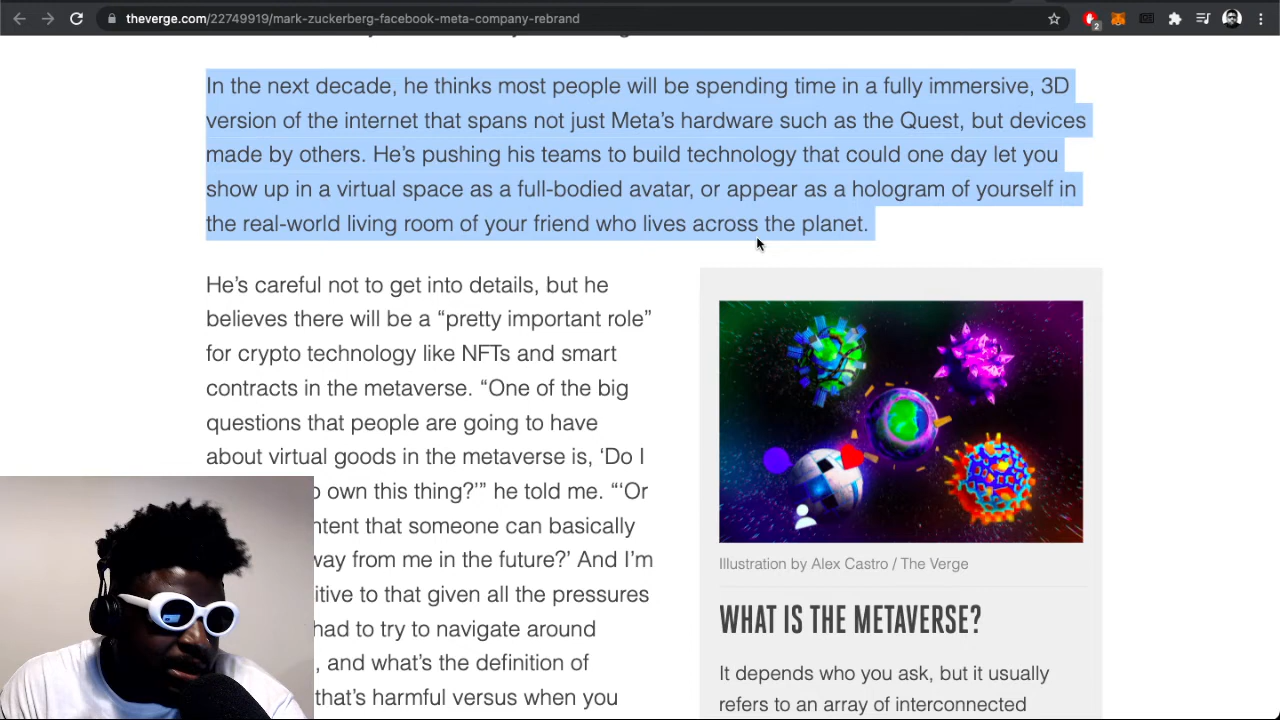 theverge.com/22749919/mark-zuckerberg-facebook-meta-company-rebrand
2
In the next decade, he thinks most people will be spending time in a fully immersive, 3D
version of the internet that spans not just Meta's hardware such as the Quest, but devices
made by others. He's pushing his teams to build technology that could one day let you
show up in a virtual space as a full-bodied avatar, or appear as a hologram of yourself in
the real-world living room of your friend who lives across the planet.
He's careful not to get into details, but he
believes there will be a “pretty important role”
for crypto technology like NFTs and smart
contracts in the metaverse. “One of the big
questions that people are going to have
about virtual goods in the metaverse is, ‘Do I
own this thing?’” he told me. “‘Or
that someone can basically
from me in the future?’ And I'm
to that given all the pressures
had to try to navigate around
, and what's the definition of
that's harmful versus when you
Illustration by Alex Castro / The Verge
WHAT IS THE METAVERSE?
It depends who you ask, but it usually
refers to an array of interconnected